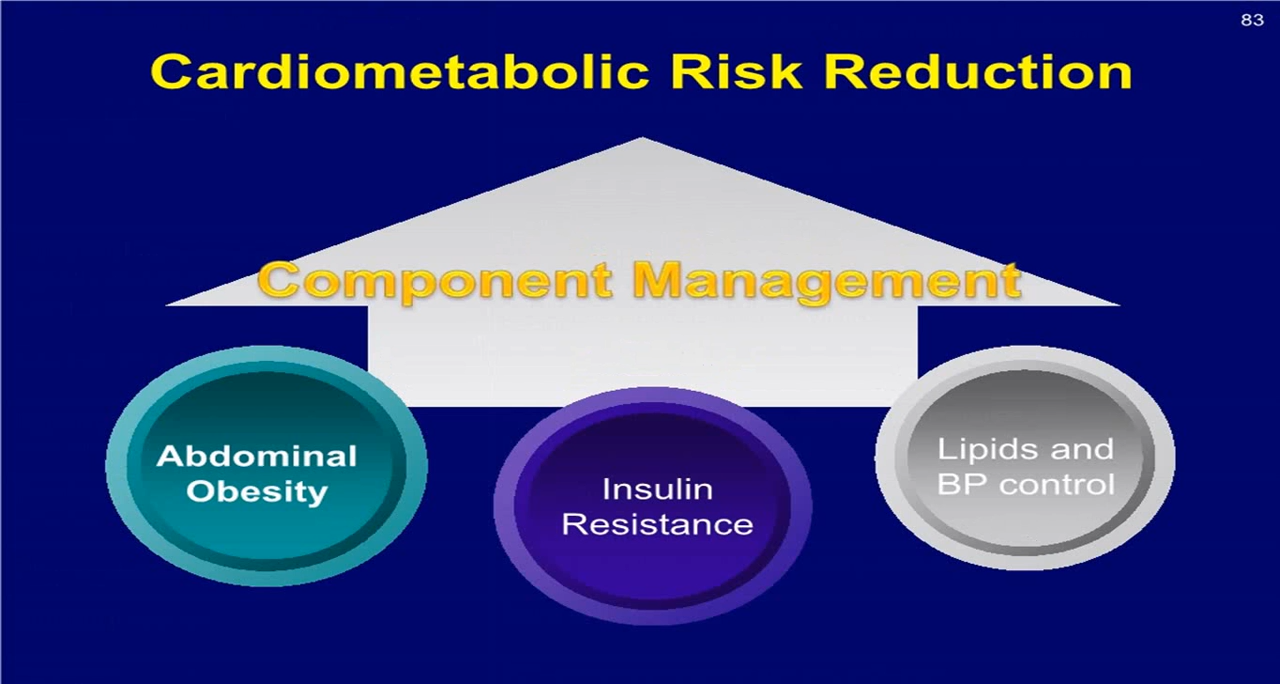 83
Cardiometabolic Risk Reduction
Component Management
Abdominal
Obesity
Insulin
Resistance
Lipids and
BP control